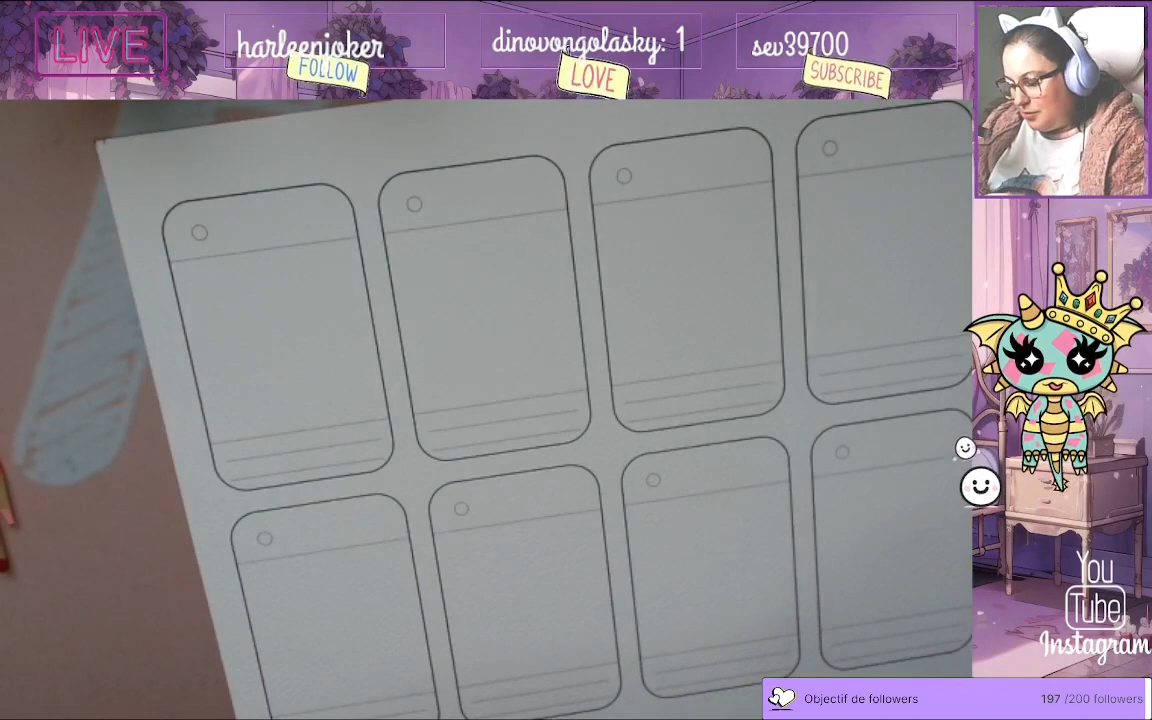 LIVE
harleenjoker
FOLLOW
dinovongolasky: 1
LOVE
sev39700
SUBSCRIBE
You
Tube
Instagram
Objectif de followers
197 /200 followers